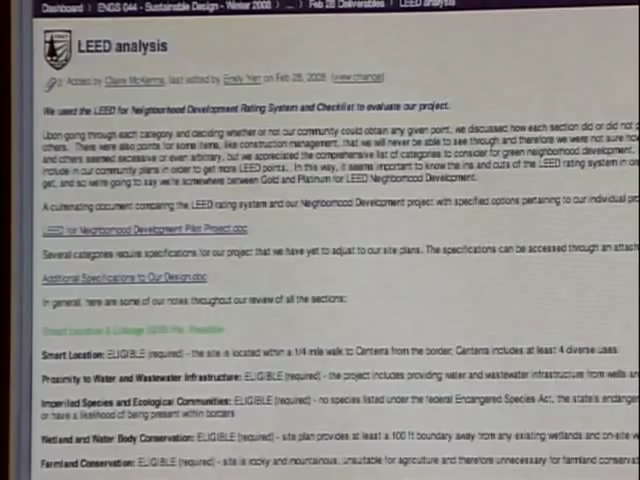 Dashboard > ENGS 044 - Sustainable Design - Winter 2008 > ... > Feb 28 Deliverables > LEED analysis
LEED analysis
Added by Claire McKenna, last edited by Emily Yen on Feb 28, 2008 (view change)
We used the LEED for Neighborhood Development Rating System and Checklist to evaluate our project.
Upon going through each category and deciding whether or not our community could obtain any given point, we discussed how each section did or did not
others. There were also points for some items, like construction management, that we will never be able to see through and therefore we were not sure
and others seemed excessive or even arbitrary, but we appreciated the comprehensive list of categories to consider for green neighborhood development.
include in our community plans in order to get more LEED points. In this way, it seems important to know the ins and outs of the LEED rating system in
get, and so we're going to say we're somewhere between Gold and Platinum for LEED Neighborhood Development.
A culminating document comparing the LEED rating system and our Neighborhood Development project with specified options pertaining to our individual
LEED for Neighborhood Development Pilot Project.doc
Several categories require specifications for our project that we have yet to adjust to our site plans. The specifications can be accessed through an
Additional Specifications to Our Design.doc
In general, here are some of our notes throughout our review of all the sections:
Smart Location & Linkage
Smart Location: ELIGIBLE (required) - the site is located within a 1/4 mile walk to Centerra from the border; Centerra includes at least 4 diverse uses
Proximity to Water and Wastewater Infrastructure: ELIGIBLE (required) - the project includes providing water and wastewater infrastructure from wells
Imperiled Species and Ecological Communities: ELIGIBLE (required) - no species listed under the federal Endangered Species Act, the state's
or have a likelihood of being present within borders
Wetland and Water Body Conservation: ELIGIBLE (required) - site plan provides at least a 100 ft boundary away from any existing wetlands and on-site
Farmland Conservation: ELIGIBLE (required) - site is rocky and mountainous, unsuitable for agriculture and therefore unnecessary for farmland